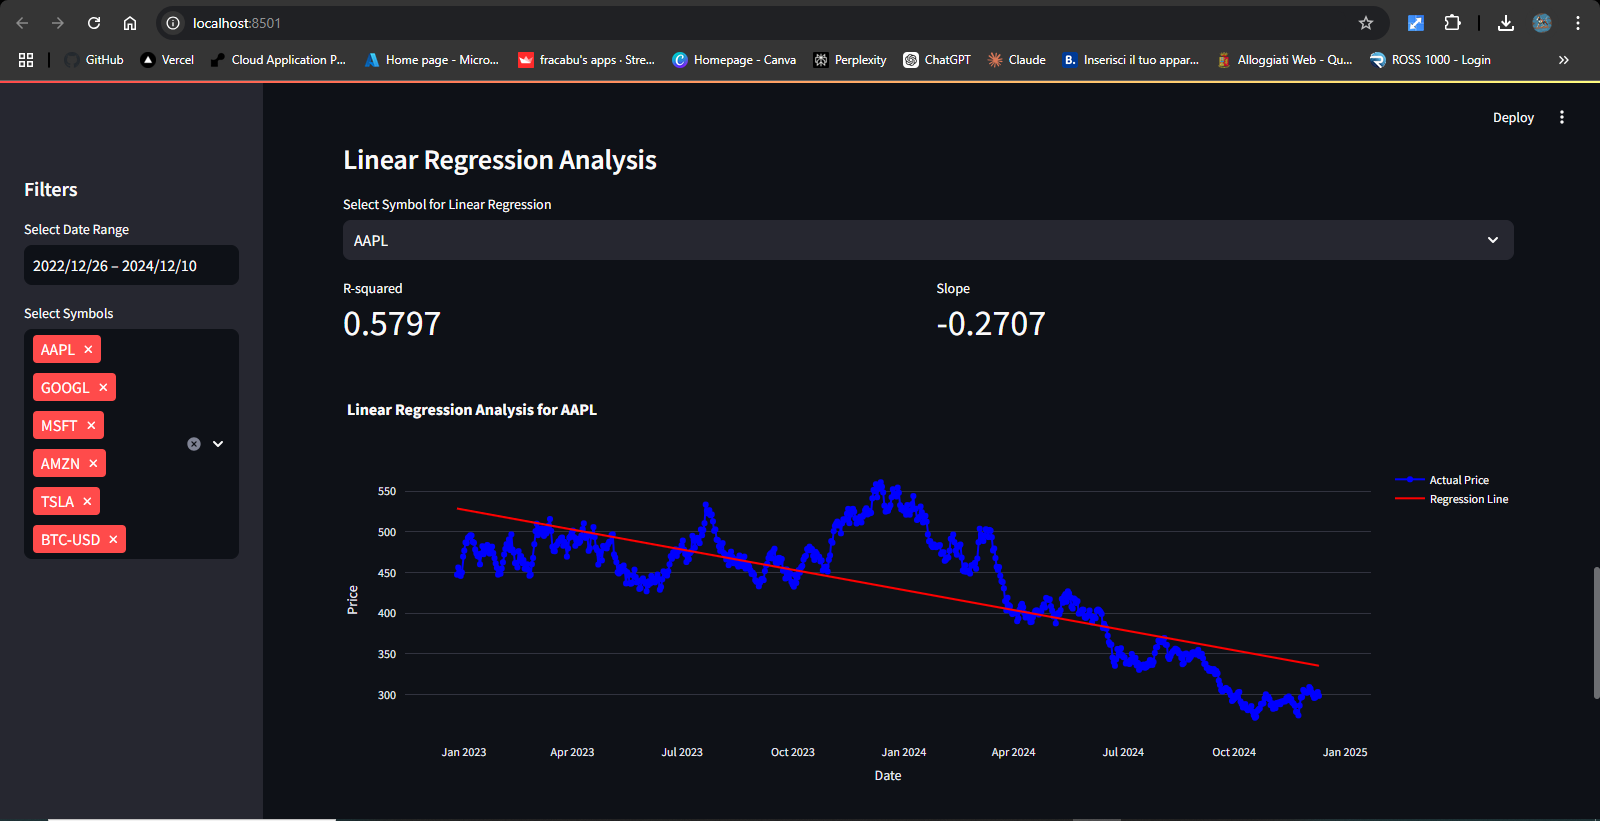 localhost:8501
GitHub
Vercel
Cloud Application P...
Home page - Micro...
fracabu's apps · Stre...
Homepage - Canva
Perplexity
ChatGPT
Claude
B. Inserisci il tuo appar...
Alloggiati Web - Qu...
ROSS 1000 - Login
Deploy
Filters
Select Date Range
2022/12/26 – 2024/12/10
Select Symbols
AAPL
GOOGL
MSFT
AMZN
TSLA
BTC-USD
Linear Regression Analysis
Select Symbol for Linear Regression
AAPL
R-squared
0.5797
Slope
-0.2707
Linear Regression Analysis for AAPL
Actual Price
Regression Line
Price
550
500
450
400
350
300
Jan 2023
Apr 2023
Jul 2023
Oct 2023
Jan 2024
Apr 2024
Jul 2024
Oct 2024
Jan 2025
Date